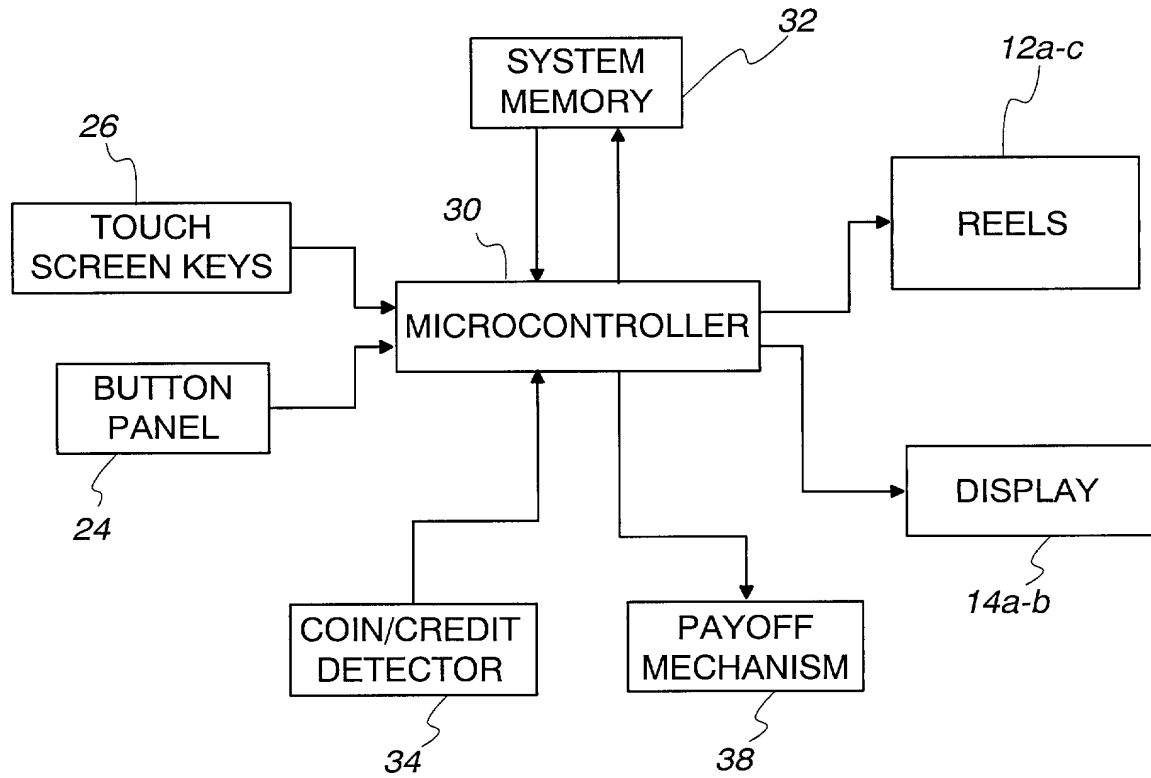 32
SYSTEM
MEMORY
12a-c
REELS
26
TOUCH
SCREEN KEYS
30
MICROCONTROLLER
BUTTON
PANEL
24
DISPLAY
14a-b
COIN/CREDIT
DETECTOR
34
PAYOFF
MECHANISM
38